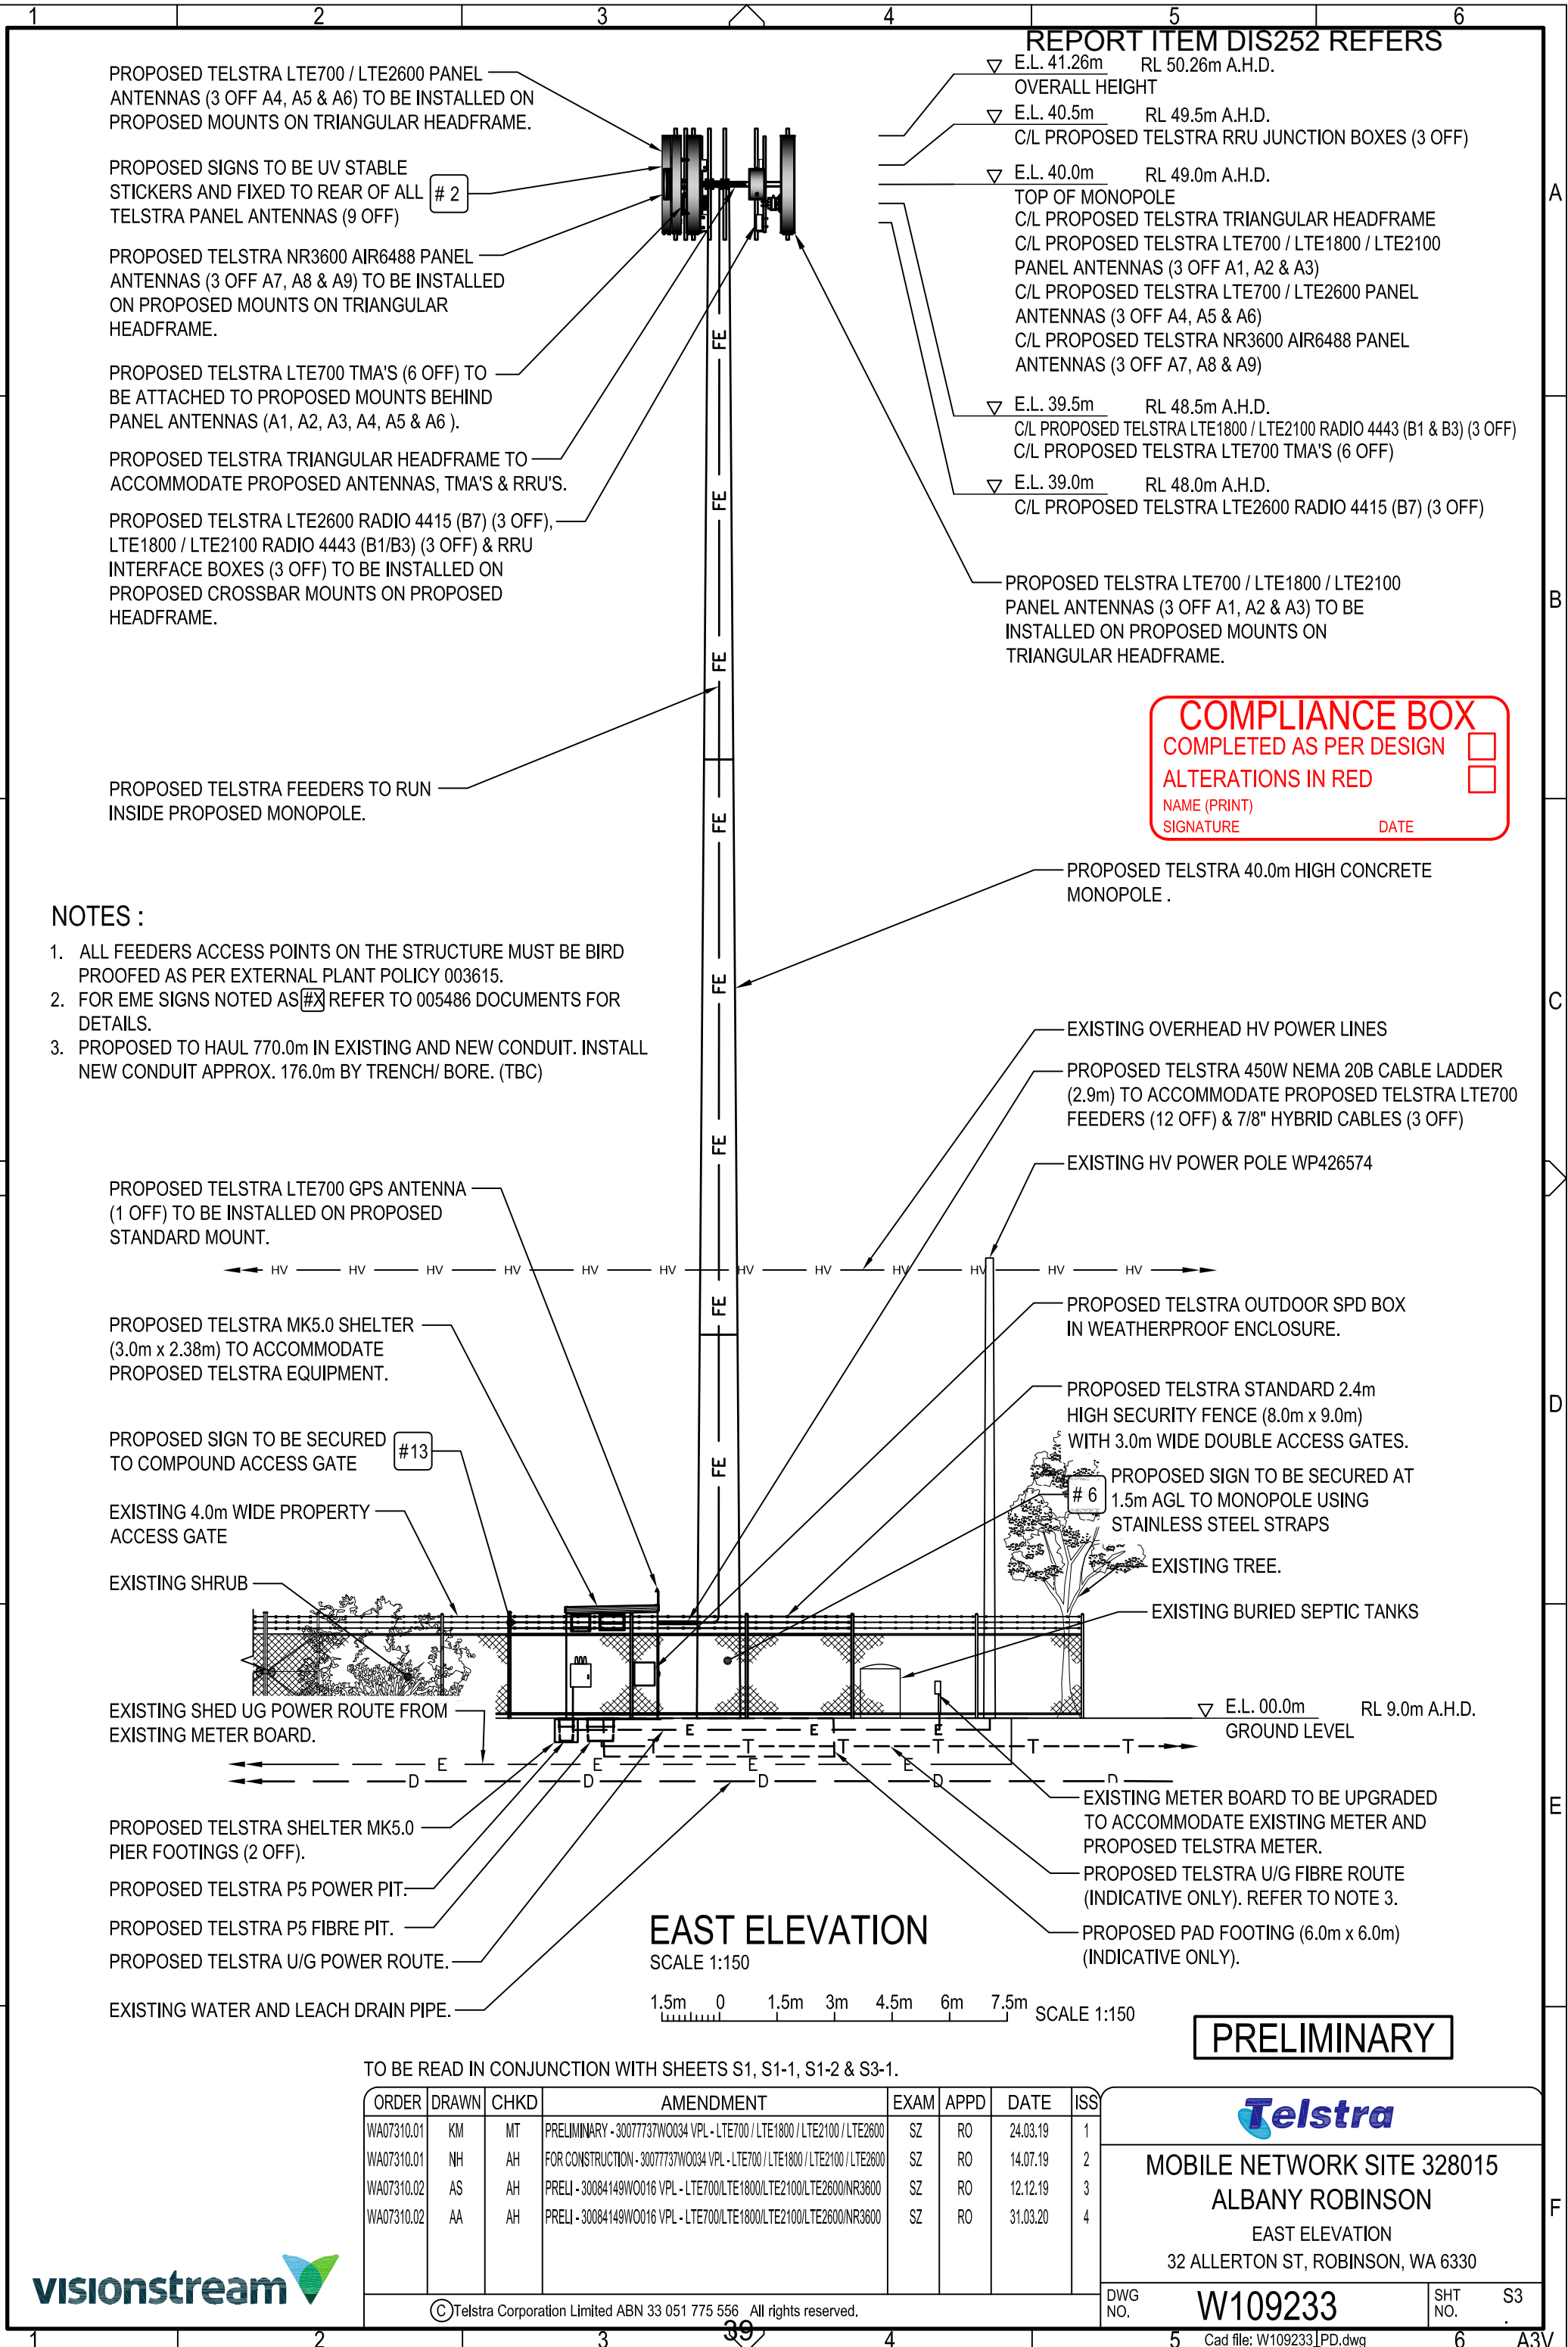 1 2 3 4 5 6
REPORT ITEM DIS252 REFERS
PROPOSED TELSTRA LTE700 / LTE2600 PANEL
ANTENNAS (3 OFF A4, A5 & A6) TO BE INSTALLED ON
PROPOSED MOUNTS ON TRIANGULAR HEADFRAME.
PROPOSED SIGNS TO BE UV STABLE
STICKERS AND FIXED TO REAR OF ALL
TELSTRA PANEL ANTENNAS (9 OFF)
# 2
PROPOSED TELSTRA NR3600 AIR6488 PANEL
ANTENNAS (3 OFF A7, A8 & A9) TO BE INSTALLED
ON PROPOSED MOUNTS ON TRIANGULAR
HEADFRAME.
PROPOSED TELSTRA LTE700 TMA'S (6 OFF) TO
BE ATTACHED TO PROPOSED MOUNTS BEHIND
PANEL ANTENNAS (A1, A2, A3, A4, A5 & A6 ).
PROPOSED TELSTRA TRIANGULAR HEADFRAME TO
ACCOMMODATE PROPOSED ANTENNAS, TMA'S & RRU'S.
PROPOSED TELSTRA LTE2600 RADIO 4415 (B7) (3 OFF),
LTE1800 / LTE2100 RADIO 4443 (B1/B3) (3 OFF) & RRU
INTERFACE BOXES (3 OFF) TO BE INSTALLED ON
PROPOSED CROSSBAR MOUNTS ON PROPOSED
HEADFRAME.
PROPOSED TELSTRA FEEDERS TO RUN
INSIDE PROPOSED MONOPOLE.
E.L. 41.26m RL 50.26m A.H.D.
OVERALL HEIGHT
E.L. 40.5m RL 49.5m A.H.D.
C/L PROPOSED TELSTRA RRU JUNCTION BOXES (3 OFF)
E.L. 40.0m RL 49.0m A.H.D.
TOP OF MONOPOLE
C/L PROPOSED TELSTRA TRIANGULAR HEADFRAME
C/L PROPOSED TELSTRA LTE700 / LTE1800 / LTE2100
PANEL ANTENNAS (3 OFF A1, A2 & A3)
C/L PROPOSED TELSTRA LTE700 / LTE2600 PANEL
ANTENNAS (3 OFF A4, A5 & A6)
C/L PROPOSED TELSTRA NR3600 AIR6488 PANEL
ANTENNAS (3 OFF A7, A8 & A9)
E.L. 39.5m RL 48.5m A.H.D.
C/L PROPOSED TELSTRA LTE1800 / LTE2100 RADIO 4443 (B1 & B3) (3 OFF)
C/L PROPOSED TELSTRA LTE700 TMA'S (6 OFF)
E.L. 39.0m RL 48.0m A.H.D.
C/L PROPOSED TELSTRA LTE2600 RADIO 4415 (B7) (3 OFF)
PROPOSED TELSTRA LTE700 / LTE1800 / LTE2100
PANEL ANTENNAS (3 OFF A1, A2 & A3) TO BE
INSTALLED ON PROPOSED MOUNTS ON
TRIANGULAR HEADFRAME.
FE
FE
FE
FE
FE
FE
FE
FE
A
B
C
D
E
F
COMPLIANCE BOX
COMPLETED AS PER DESIGN
ALTERATIONS IN RED
NAME (PRINT)
SIGNATURE DATE
PROPOSED TELSTRA 40.0m HIGH CONCRETE
MONOPOLE .
NOTES :
1. ALL FEEDERS ACCESS POINTS ON THE STRUCTURE MUST BE BIRD
PROOFED AS PER EXTERNAL PLANT POLICY 003615.
2. FOR EME SIGNS NOTED AS #X REFER TO 005486 DOCUMENTS FOR
DETAILS.
3. PROPOSED TO HAUL 770.0m IN EXISTING AND NEW CONDUIT. INSTALL
NEW CONDUIT APPROX. 176.0m BY TRENCH/ BORE. (TBC)
EXISTING OVERHEAD HV POWER LINES
PROPOSED TELSTRA 450W NEMA 20B CABLE LADDER
(2.9m) TO ACCOMMODATE PROPOSED TELSTRA LTE700
FEEDERS (12 OFF) & 7/8" HYBRID CABLES (3 OFF)
EXISTING HV POWER POLE WP426574
PROPOSED TELSTRA LTE700 GPS ANTENNA
(1 OFF) TO BE INSTALLED ON PROPOSED
STANDARD MOUNT.
HV HV HV HV HV HV HV HV HV HV HV HV
PROPOSED TELSTRA MK5.0 SHELTER
(3.0m x 2.38m) TO ACCOMMODATE
PROPOSED TELSTRA EQUIPMENT.
PROPOSED SIGN TO BE SECURED
TO COMPOUND ACCESS GATE
#13
EXISTING 4.0m WIDE PROPERTY
ACCESS GATE
EXISTING SHRUB
PROPOSED TELSTRA OUTDOOR SPD BOX
IN WEATHERPROOF ENCLOSURE.
PROPOSED TELSTRA STANDARD 2.4m
HIGH SECURITY FENCE (8.0m x 9.0m)
WITH 3.0m WIDE DOUBLE ACCESS GATES.
# 6
PROPOSED SIGN TO BE SECURED AT
1.5m AGL TO MONOPOLE USING
STAINLESS STEEL STRAPS
EXISTING TREE.
EXISTING BURIED SEPTIC TANKS
EXISTING SHED UG POWER ROUTE FROM
EXISTING METER BOARD.
E.L. 00.0m RL 9.0m A.H.D.
GROUND LEVEL
E E E
T T T T T
E E E
D D D D
PROPOSED TELSTRA SHELTER MK5.0
PIER FOOTINGS (2 OFF).
PROPOSED TELSTRA P5 POWER PIT.
PROPOSED TELSTRA P5 FIBRE PIT.
PROPOSED TELSTRA U/G POWER ROUTE.
EXISTING WATER AND LEACH DRAIN PIPE.
EXISTING METER BOARD TO BE UPGRADED
TO ACCOMMODATE EXISTING METER AND
PROPOSED TELSTRA METER.
PROPOSED TELSTRA U/G FIBRE ROUTE
(INDICATIVE ONLY). REFER TO NOTE 3.
PROPOSED PAD FOOTING (6.0m x 6.0m)
(INDICATIVE ONLY).
EAST ELEVATION
SCALE 1:150
1.5m 0 1.5m 3m 4.5m 6m 7.5m SCALE 1:150
PRELIMINARY
TO BE READ IN CONJUNCTION WITH SHEETS S1, S1-1, S1-2 & S3-1.
ORDER DRAWN CHKD AMENDMENT EXAM APPD DATE ISS
WA07310.01 KM MT PRELIMINARY - 30077737WO034 VPL - LTE700 / LTE1800 / LTE2100 / LTE2600 SZ RO 24.03.19 1
WA07310.01 NH AH FOR CONSTRUCTION - 30077737WO034 VPL - LTE700 / LTE1800 / LTE2100 / LTE2600 SZ RO 14.07.19 2
WA07310.02 AS AH PRELI - 30084149WO016 VPL - LTE700/LTE1800/LTE2100/LTE2600/NR3600 SZ RO 12.12.19 3
WA07310.02 AA AH PRELI - 30084149WO016 VPL - LTE700/LTE1800/LTE2100/LTE2600/NR3600 SZ RO 31.03.20 4
Telstra
MOBILE NETWORK SITE 328015
ALBANY ROBINSON
EAST ELEVATION
32 ALLERTON ST, ROBINSON, WA 6330
DWG NO. W109233 SHT NO. S3
visionstream
© Telstra Corporation Limited ABN 33 051 775 556 All rights reserved.
39
1 2 3 4 5 6
Cad file: W109233_PD.dwg
A3V